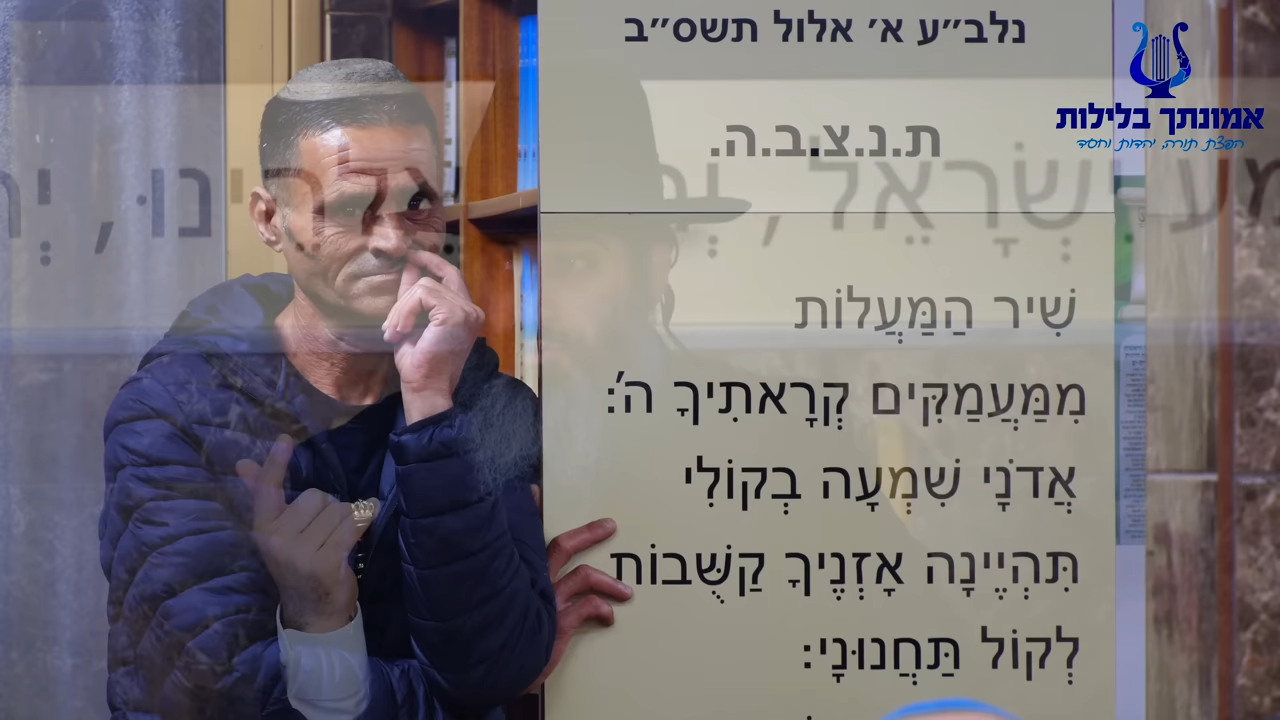 נלב״ע א׳ אלול תשס״ב
ת.נ.צ.ב.ה.
שִׁיר הַמַּעֲלוֹת
מִמַּעֲמַקִּים קְרָאתִיךָ ה':
אֲדֹנָי שִׁמְעָה בְקוֹלִי
תִּהְיֶינָה אָזְנֶיךָ קַשֻּׁבוֹת
לְקוֹל תַּחֲנוּנָי:
אמונתך בלילות
הפצת תורה, יהדות וחסד
יִשְׂרָאֵל,